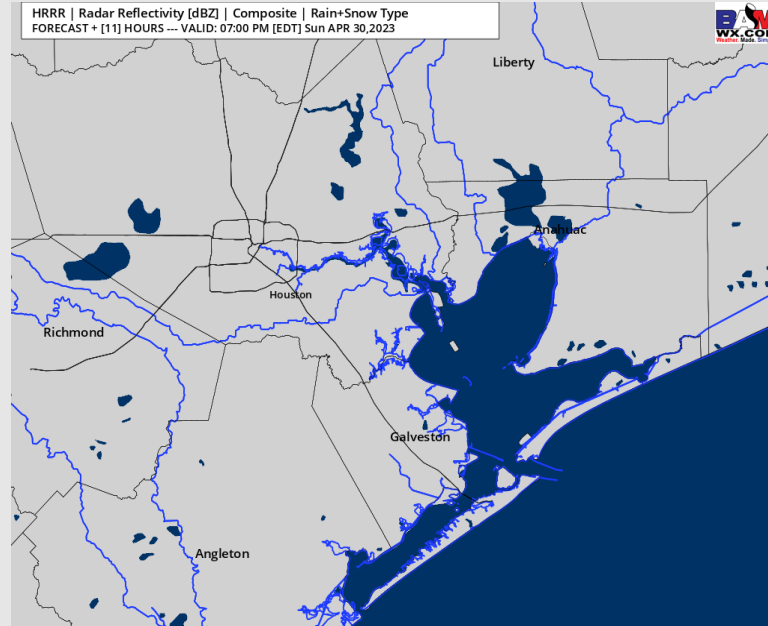 HRRR | Radar Reflectivity [dBZ] | Composite | Rain+Snow Type
FORECAST + [11] HOURS --- VALID: 07:00 PM [EDT] Sun APR 30,2023
Liberty
Anahuac
Houston
Richmond
Galveston
Angleton